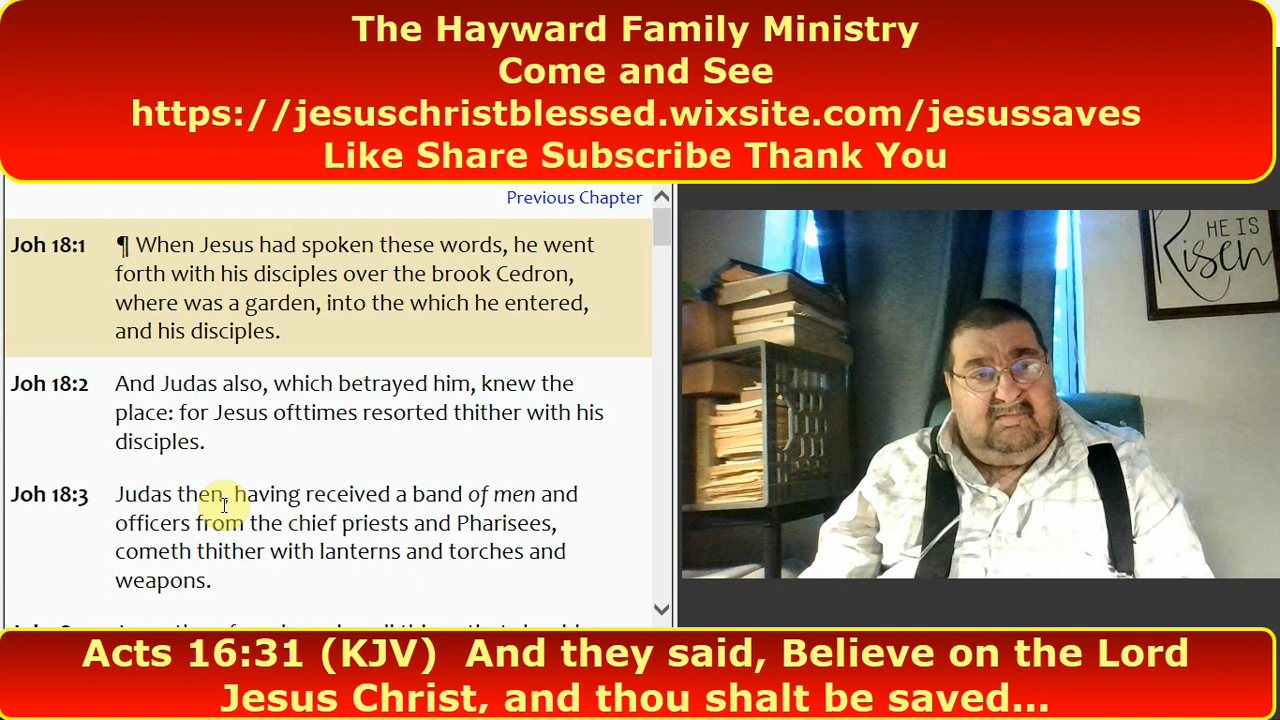 The Hayward Family Ministry
Come and See
https://jesuschristblessed.wixsite.com/jesussaves
Like Share Subscribe Thank You
Previous Chapter
Joh 18:1 ¶ When Jesus had spoken these words, he went
forth with his disciples over the brook Cedron,
where was a garden, into the which he entered,
and his disciples.
Joh 18:2 And Judas also, which betrayed him, knew the
place: for Jesus ofttimes resorted thither with his
disciples.
Joh 18:3 Judas then, having received a band of men and
officers from the chief priests and Pharisees,
cometh thither with lanterns and torches and
weapons.
HE IS
Risen
Acts 16:31 (KJV) And they said, Believe on the Lord
Jesus Christ, and thou shalt be saved...